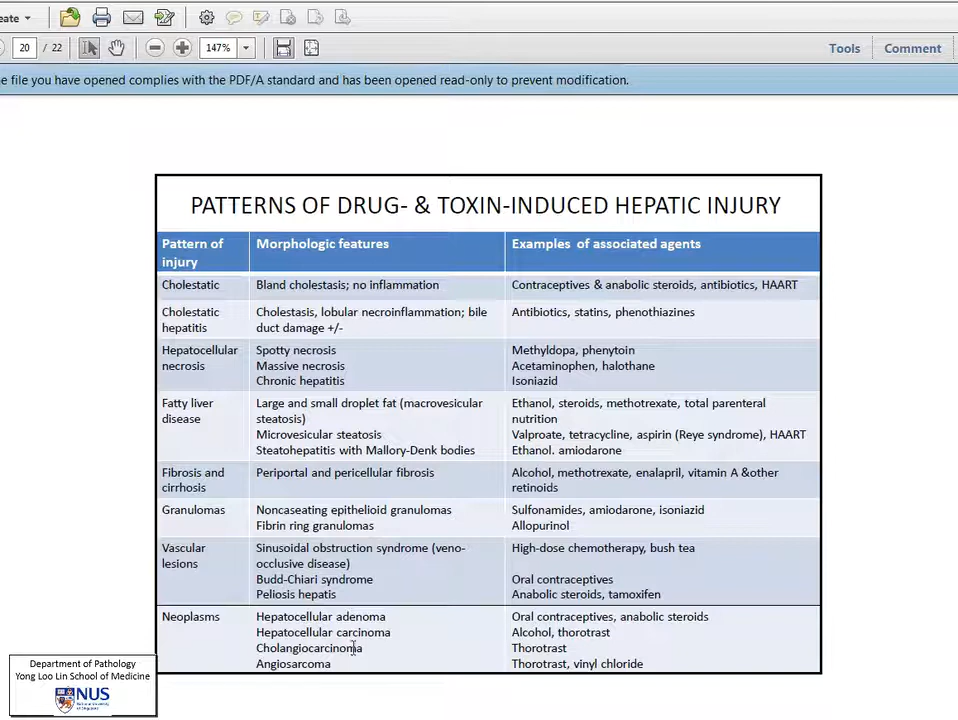 eate
20 / 22
147%
Tools
Comment
e file you have opened complies with the PDF/A standard and has been opened read-only to prevent modification.
PATTERNS OF DRUG- & TOXIN-INDUCED HEPATIC INJURY
Pattern of injury
Morphologic features
Examples of associated agents
Cholestatic
Bland cholestasis; no inflammation
Contraceptives & anabolic steroids, antibiotics, HAART
Cholestatic hepatitis
Cholestasis, lobular necroinflammation; bile
duct damage +/-
Antibiotics, statins, phenothiazines
Hepatocellular necrosis
Spotty necrosis
Massive necrosis
Chronic hepatitis
Methyldopa, phenytoin
Acetaminophen, halothane
Isoniazid
Fatty liver disease
Large and small droplet fat (macrovesicular
steatosis)
Microvesicular steatosis
Steatohepatitis with Mallory-Denk bodies
Ethanol, steroids, methotrexate, total parenteral
nutrition
Valproate, tetracycline, aspirin (Reye syndrome), HAART
Ethanol. amiodarone
Fibrosis and cirrhosis
Periportal and pericellular fibrosis
Alcohol, methotrexate, enalapril, vitamin A &other
retinoids
Granulomas
Noncaseating epithelioid granulomas
Fibrin ring granulomas
Sulfonamides, amiodarone, isoniazid
Allopurinol
Vascular lesions
Sinusoidal obstruction syndrome (veno-
occlusive disease)
Budd-Chiari syndrome
Peliosis hepatis
High-dose chemotherapy, bush tea
Oral contraceptives
Anabolic steroids, tamoxifen
Neoplasms
Hepatocellular adenoma
Hepatocellular carcinoma
Cholangiocarcinoma
Angiosarcoma
Oral contraceptives, anabolic steroids
Alcohol, thorotrast
Thorotrast
Thorotrast, vinyl chloride
Department of Pathology
Yong Loo Lin School of Medicine
NUS
National University
of Singapore